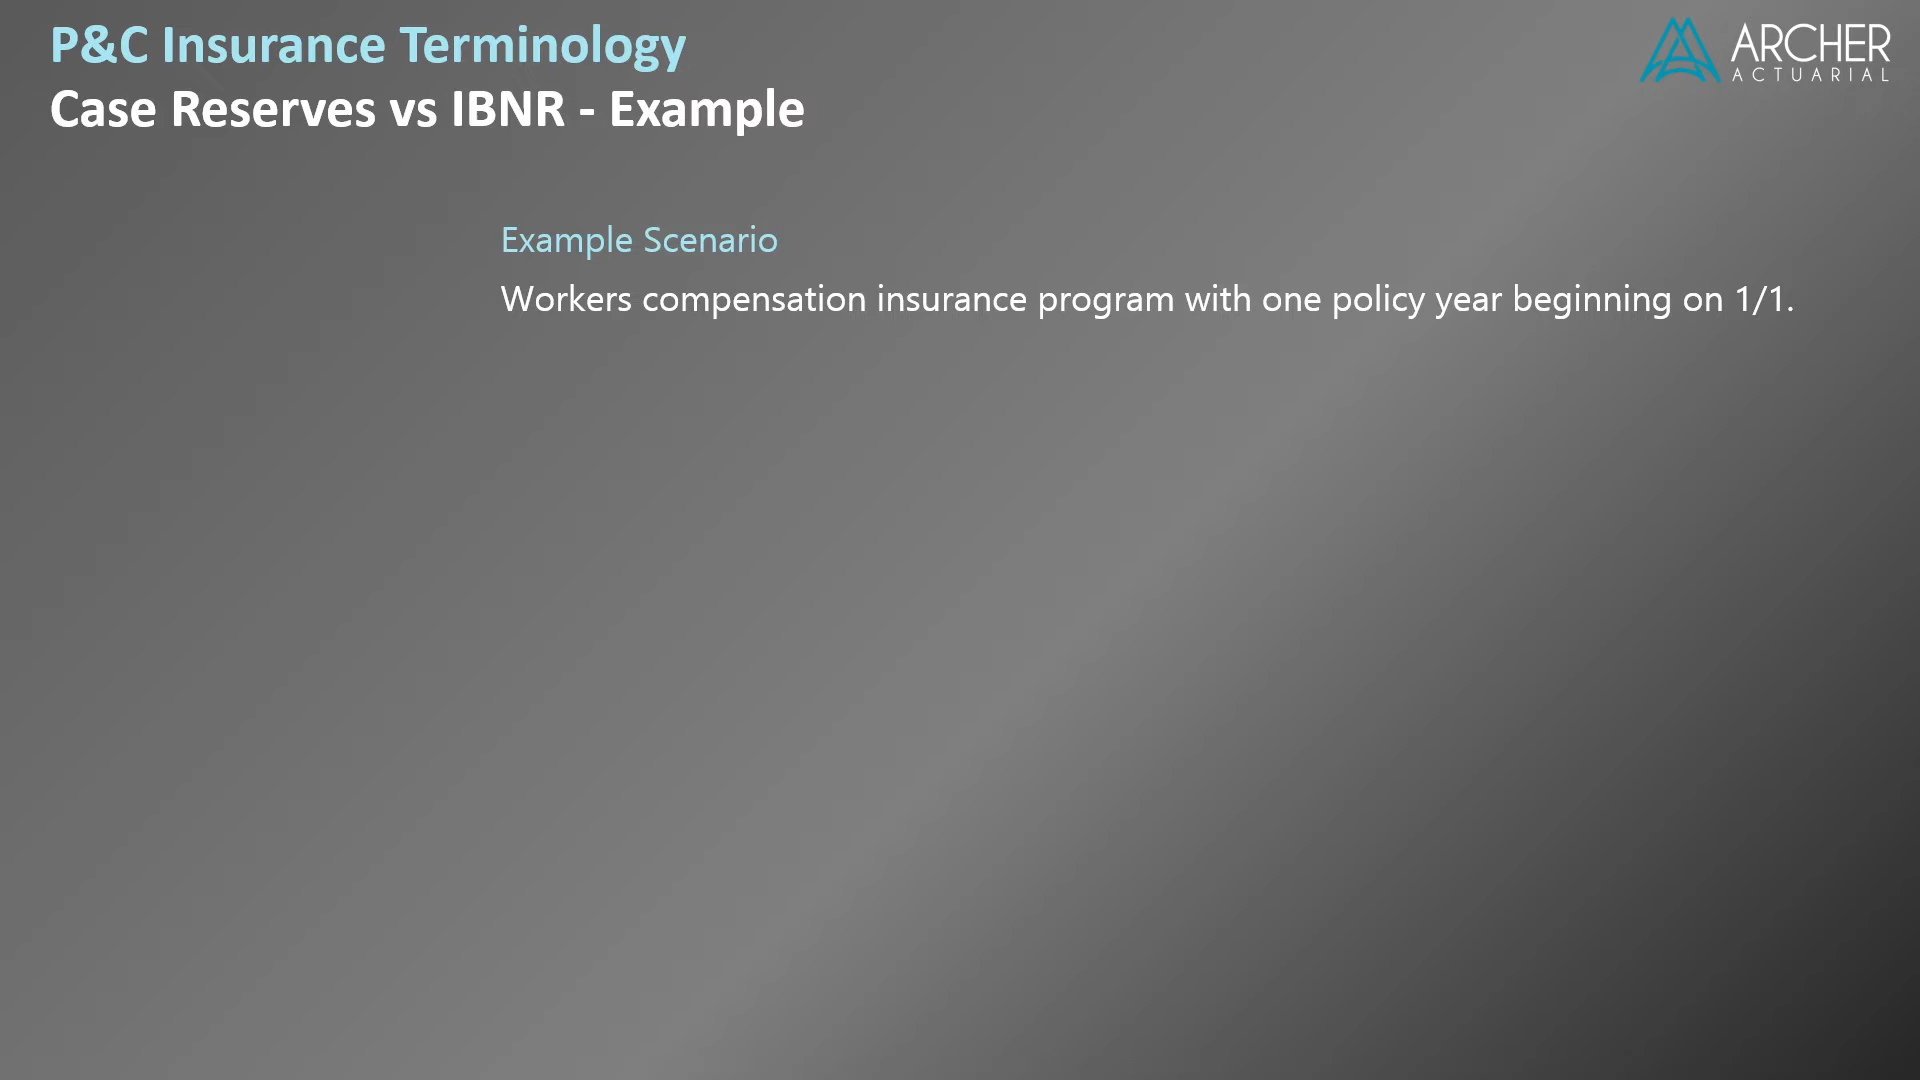 P&C Insurance Terminology
Case Reserves vs IBNR - Example
ARCHER
ACTUARIAL
Example Scenario
Workers compensation insurance program with one policy year beginning on 1/1.